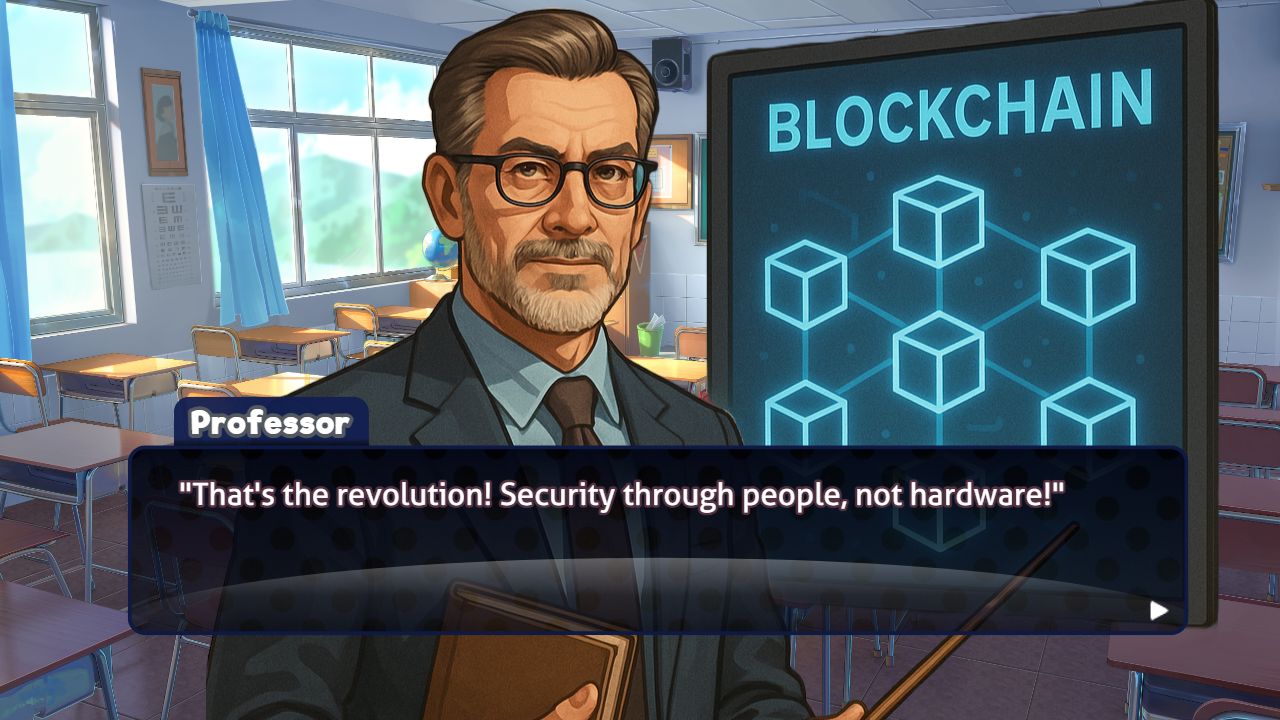 BLOCKCHAIN
Professor
"That's the revolution! Security through people, not hardware!"